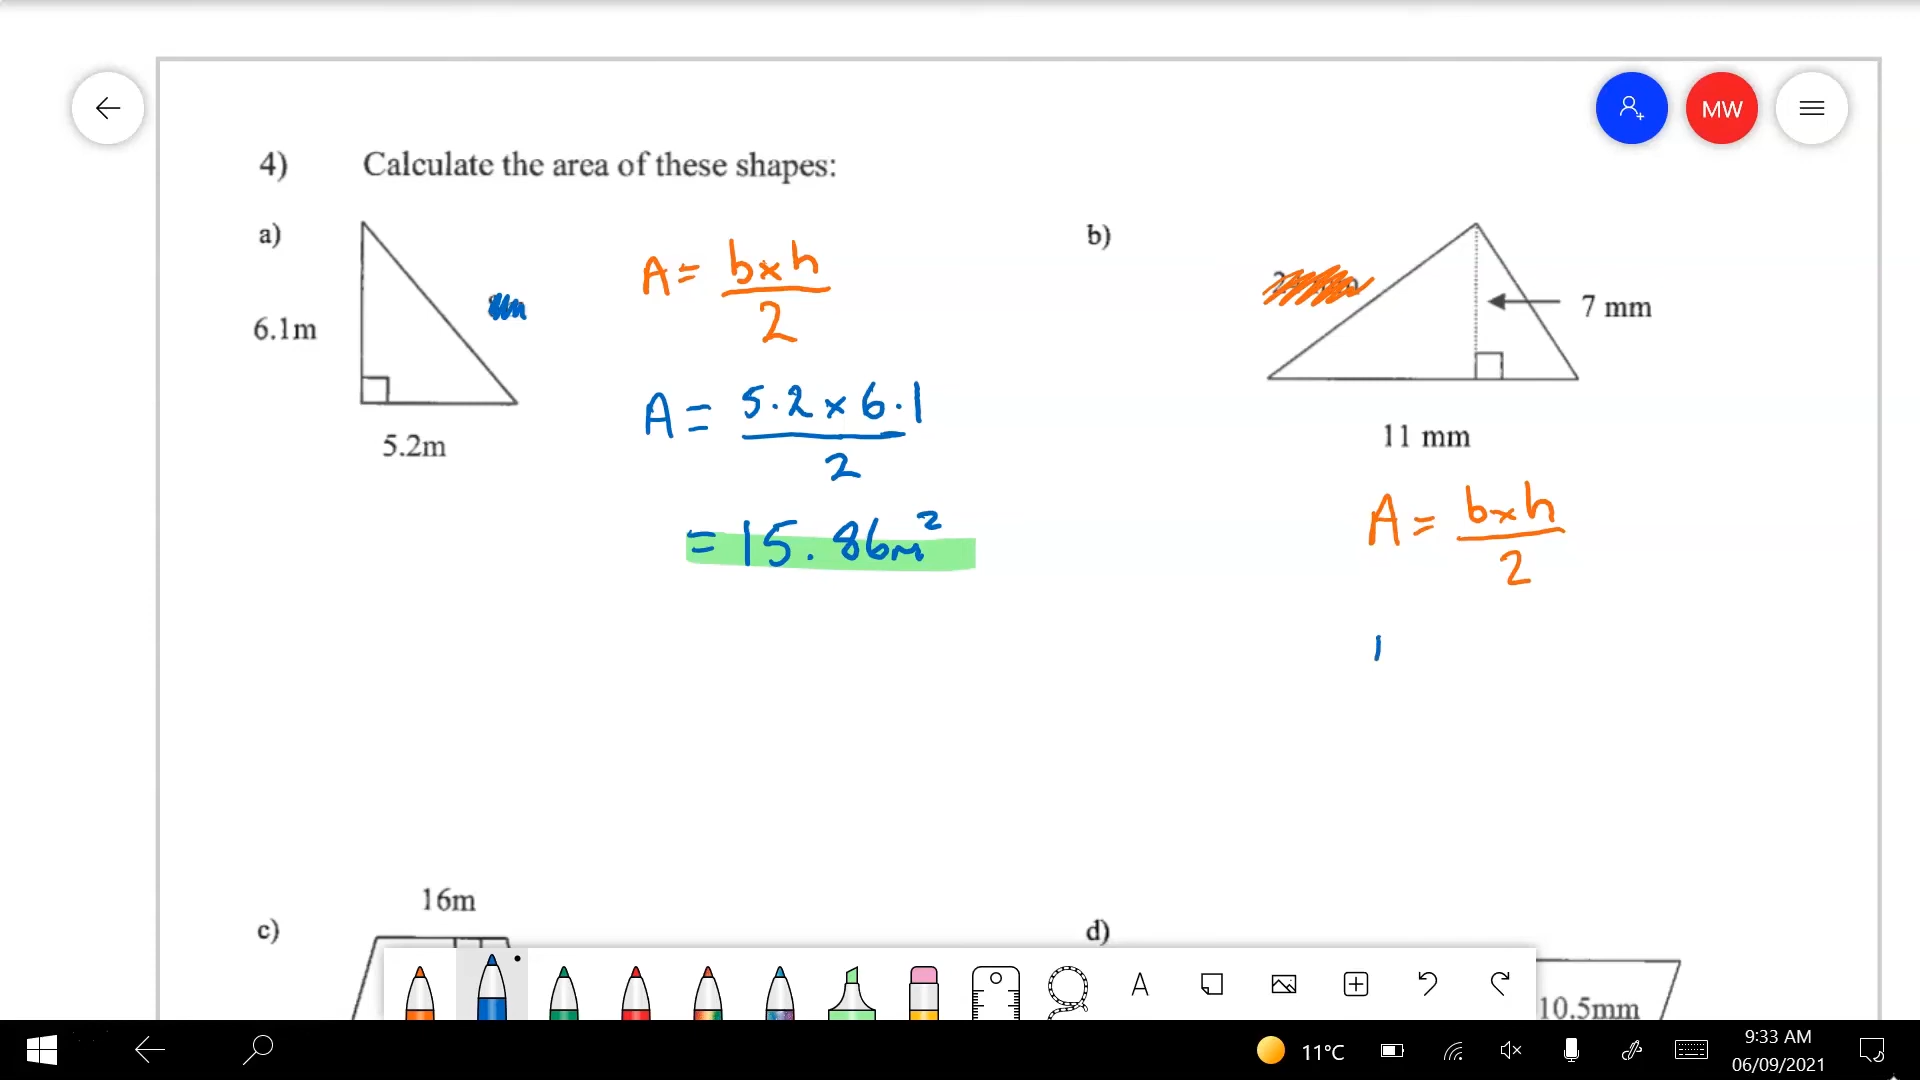 MW
4) Calculate the area of these shapes:
a)
6.1m
5.2m
A = b×h
2
A = 5.2 × 6.1
2
= 15.86m²
b)
7 mm
11 mm
A = b×h
2
16m
c)
d)
10.5mm
A
11°C
9:33 AM
06/09/2021